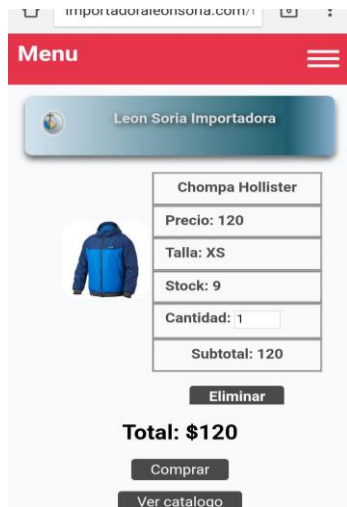 importadoraleonsoria.com/
Menu
Leon Soria Importadora
Chompa Hollister
Precio: 120
Talla: XS
Stock: 9
Cantidad: 1
Subtotal: 120
Eliminar
Total: $120
Comprar
Ver catalogo